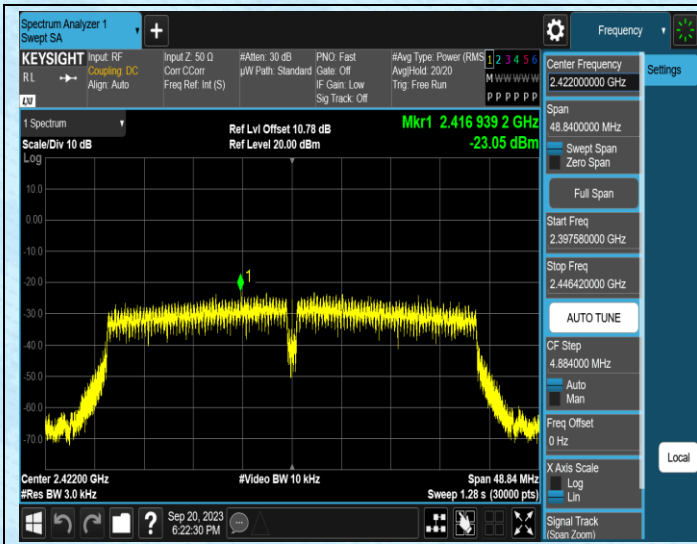 Spectrum Analyzer 1
Swept SA
Frequency
KEYSIGHT
RL
LXI
Input: RF
Coupling: DC
Align: Auto
Input Z: 50 Ω
Corr CCorr
Freq Ref: Int (S)
#Atten: 30 dB
µW Path: Standard
PNO: Fast
Gate: Off
IF Gain: Low
Sig Track: Off
#Avg Type: Power (RMS
Avg|Hold: 20/20
Trig: Free Run
1 2 3 4 5 6
M W W W W W
P P P P P P
1 Spectrum
Scale/Div 10 dB
Ref Lvl Offset 10.78 dB
Ref Level 20.00 dBm
Mkr1 2.416 939 2 GHz
-23.05 dBm
Log
10.0
0.00
-10.0
-20.0
-30.0
-40.0
-50.0
-60.0
-70.0
1
Center 2.42200 GHz
#Res BW 3.0 kHz
#Video BW 10 kHz
Span 48.84 MHz
Sweep 1.28 s (30000 pts)
Sep 20, 2023
6:22:30 PM
Center Frequency
2.422000000 GHz
Span
48.8400000 MHz
Swept Span
Zero Span
Full Span
Start Freq
2.397580000 GHz
Stop Freq
2.446420000 GHz
AUTO TUNE
CF Step
4.884000 MHz
Auto
Man
Freq Offset
0 Hz
X Axis Scale
Log
Lin
Signal Track
(Span Zoom)
Settings
Local